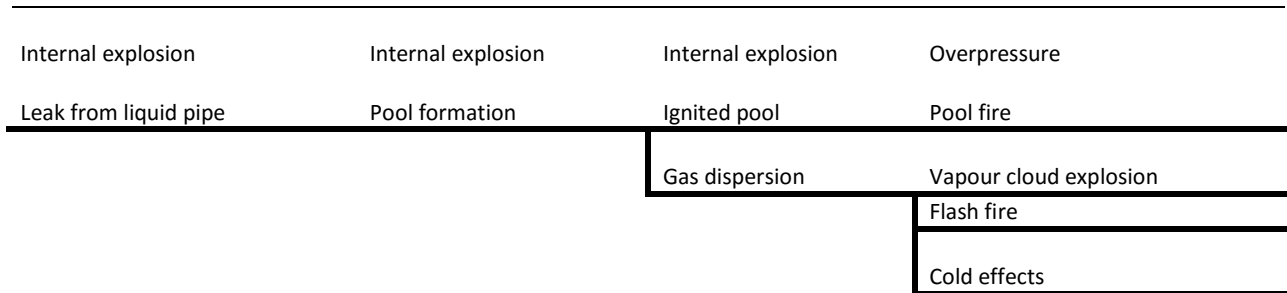 Internal explosion Internal explosion Internal explosion Overpressure
Leak from liquid pipe Pool formation Ignited pool Pool fire
Gas dispersion Vapour cloud explosion
Flash fire
Cold effects